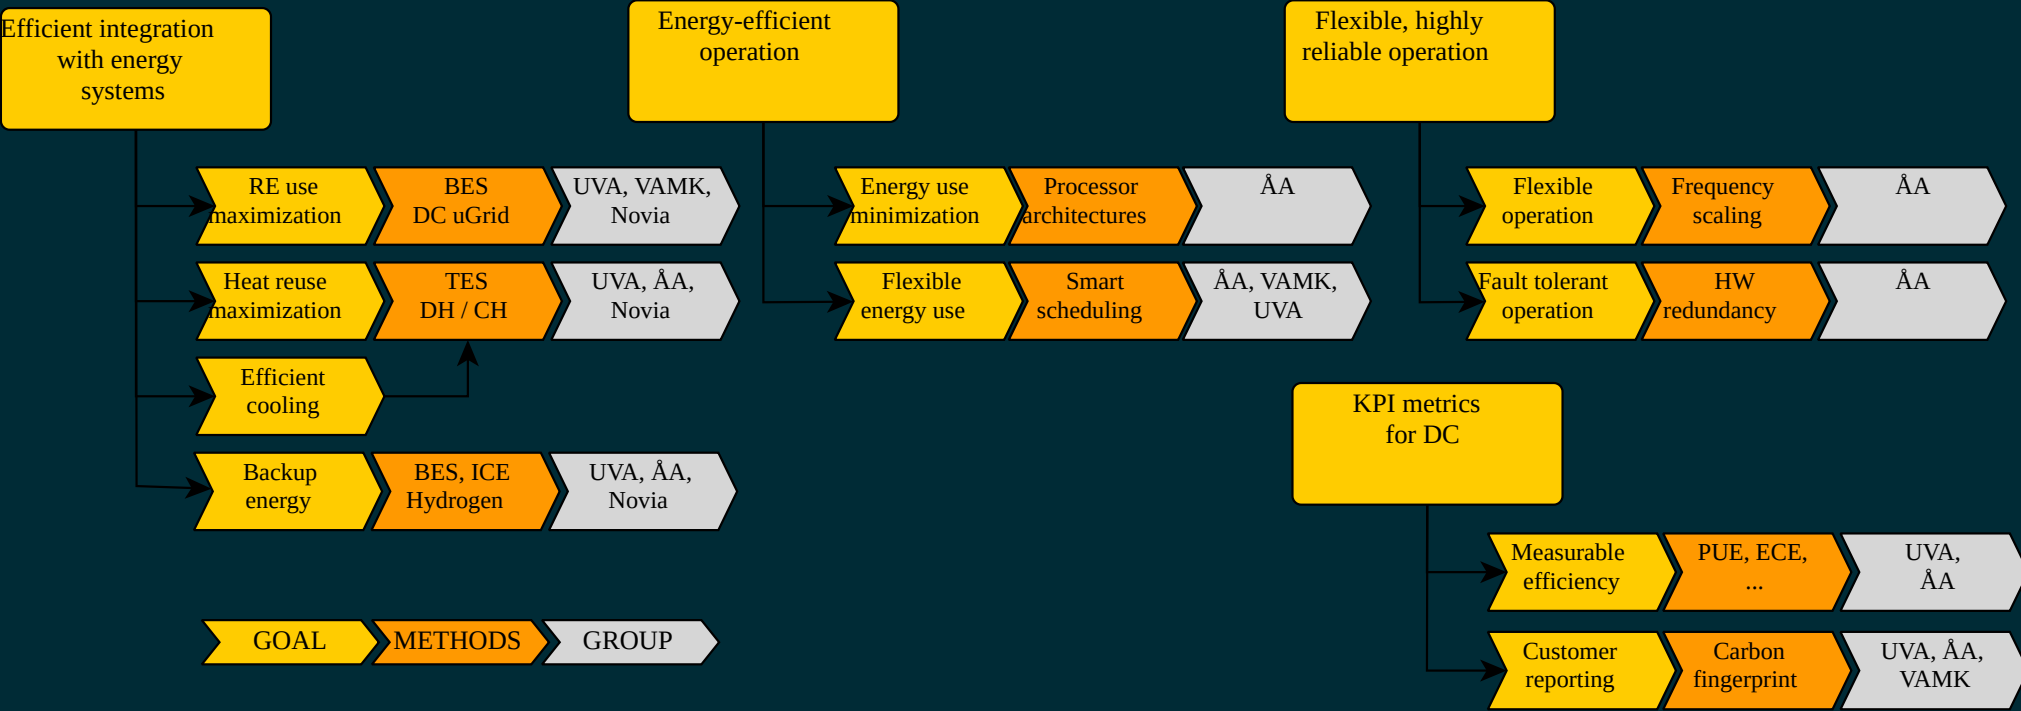 Efficient integration
with energy
systems
RE use
maximization
BES
DC uGrid
UVA, VAMK,
Novia
Heat reuse
maximization
TES
DH / CH
UVA, ÅA,
Novia
Efficient
cooling
Backup
energy
BES, ICE
Hydrogen
UVA, ÅA,
Novia
GOAL
METHODS
GROUP
Energy-efficient
operation
Energy use
minimization
Processor
architectures
ÅA
Flexible
energy use
Smart
scheduling
ÅA, VAMK,
UVA
Flexible, highly
reliable operation
Flexible
operation
Frequency
scaling
ÅA
Fault tolerant
operation
HW
redundancy
ÅA
KPI metrics
for DC
Measurable
efficiency
PUE, ECE,
...
UVA,
ÅA
Customer
reporting
Carbon
fingerprint
UVA, ÅA,
VAMK